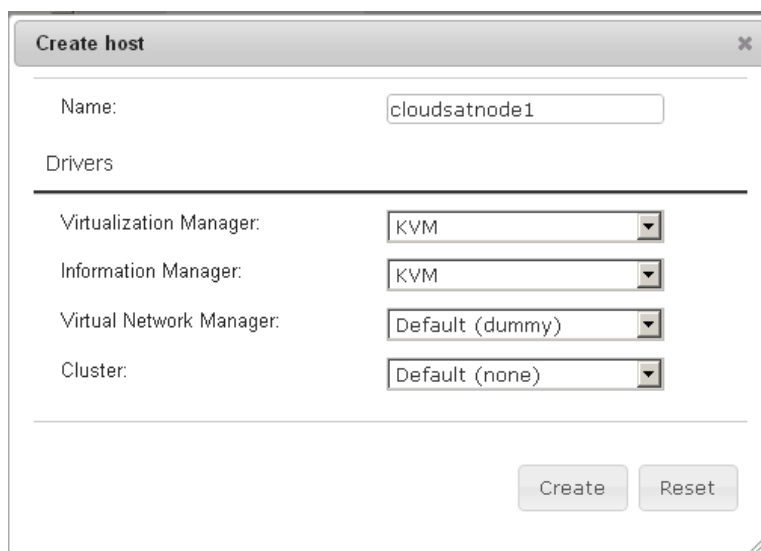 Create host
Name: cloudsatnode1
Drivers
Virtualization Manager: KVM
Information Manager: KVM
Virtual Network Manager: Default (dummy)
Cluster: Default (none)
Create Reset